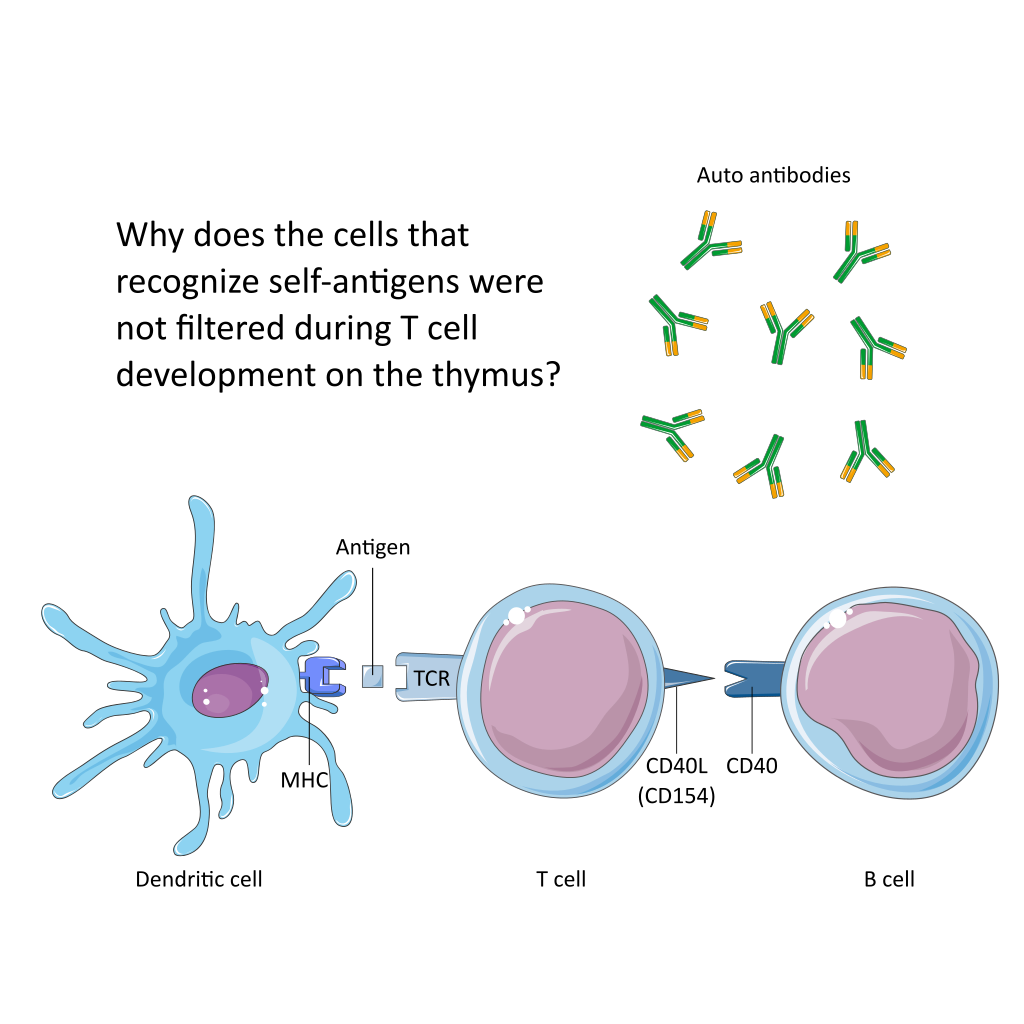 Auto antibodies
Why does the cells that
recognize self-antigens were
not filtered during T cell
development on the thymus?
Antigen
TCR
MHC
CD40L
(CD154)
CD40
Dendritic cell
T cell
B cell